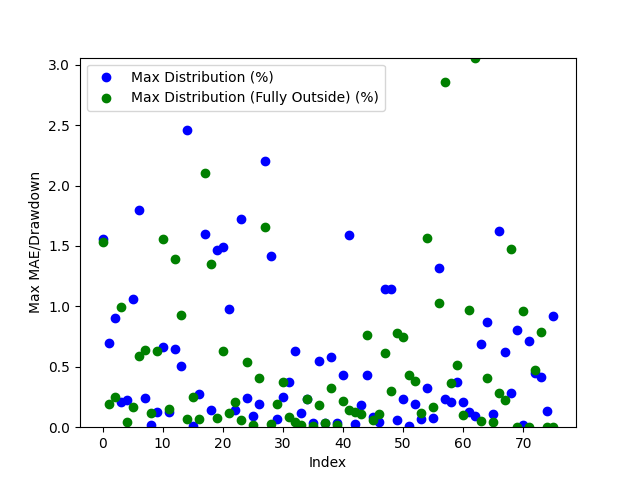 Max Distribution (%)
Max Distribution (Fully Outside) (%)
3.0
2.5
2.0
1.5
1.0
0.5
0.0
Max MAE/Drawdown
0 10 20 30 40 50 60 70
Index